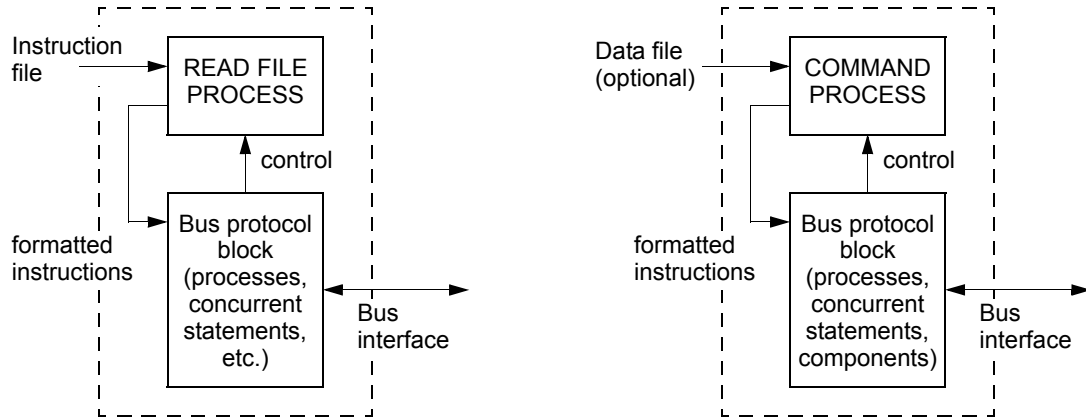 Instruction
file
READ FILE
PROCESS
control
formatted
instructions
Bus protocol
block
(processes,
concurrent
statements,
etc.)
Bus
interface
Data file
(optional)
COMMAND
PROCESS
control
formatted
instructions
Bus protocol
block
(processes,
concurrent
statements,
components)
Bus
interface